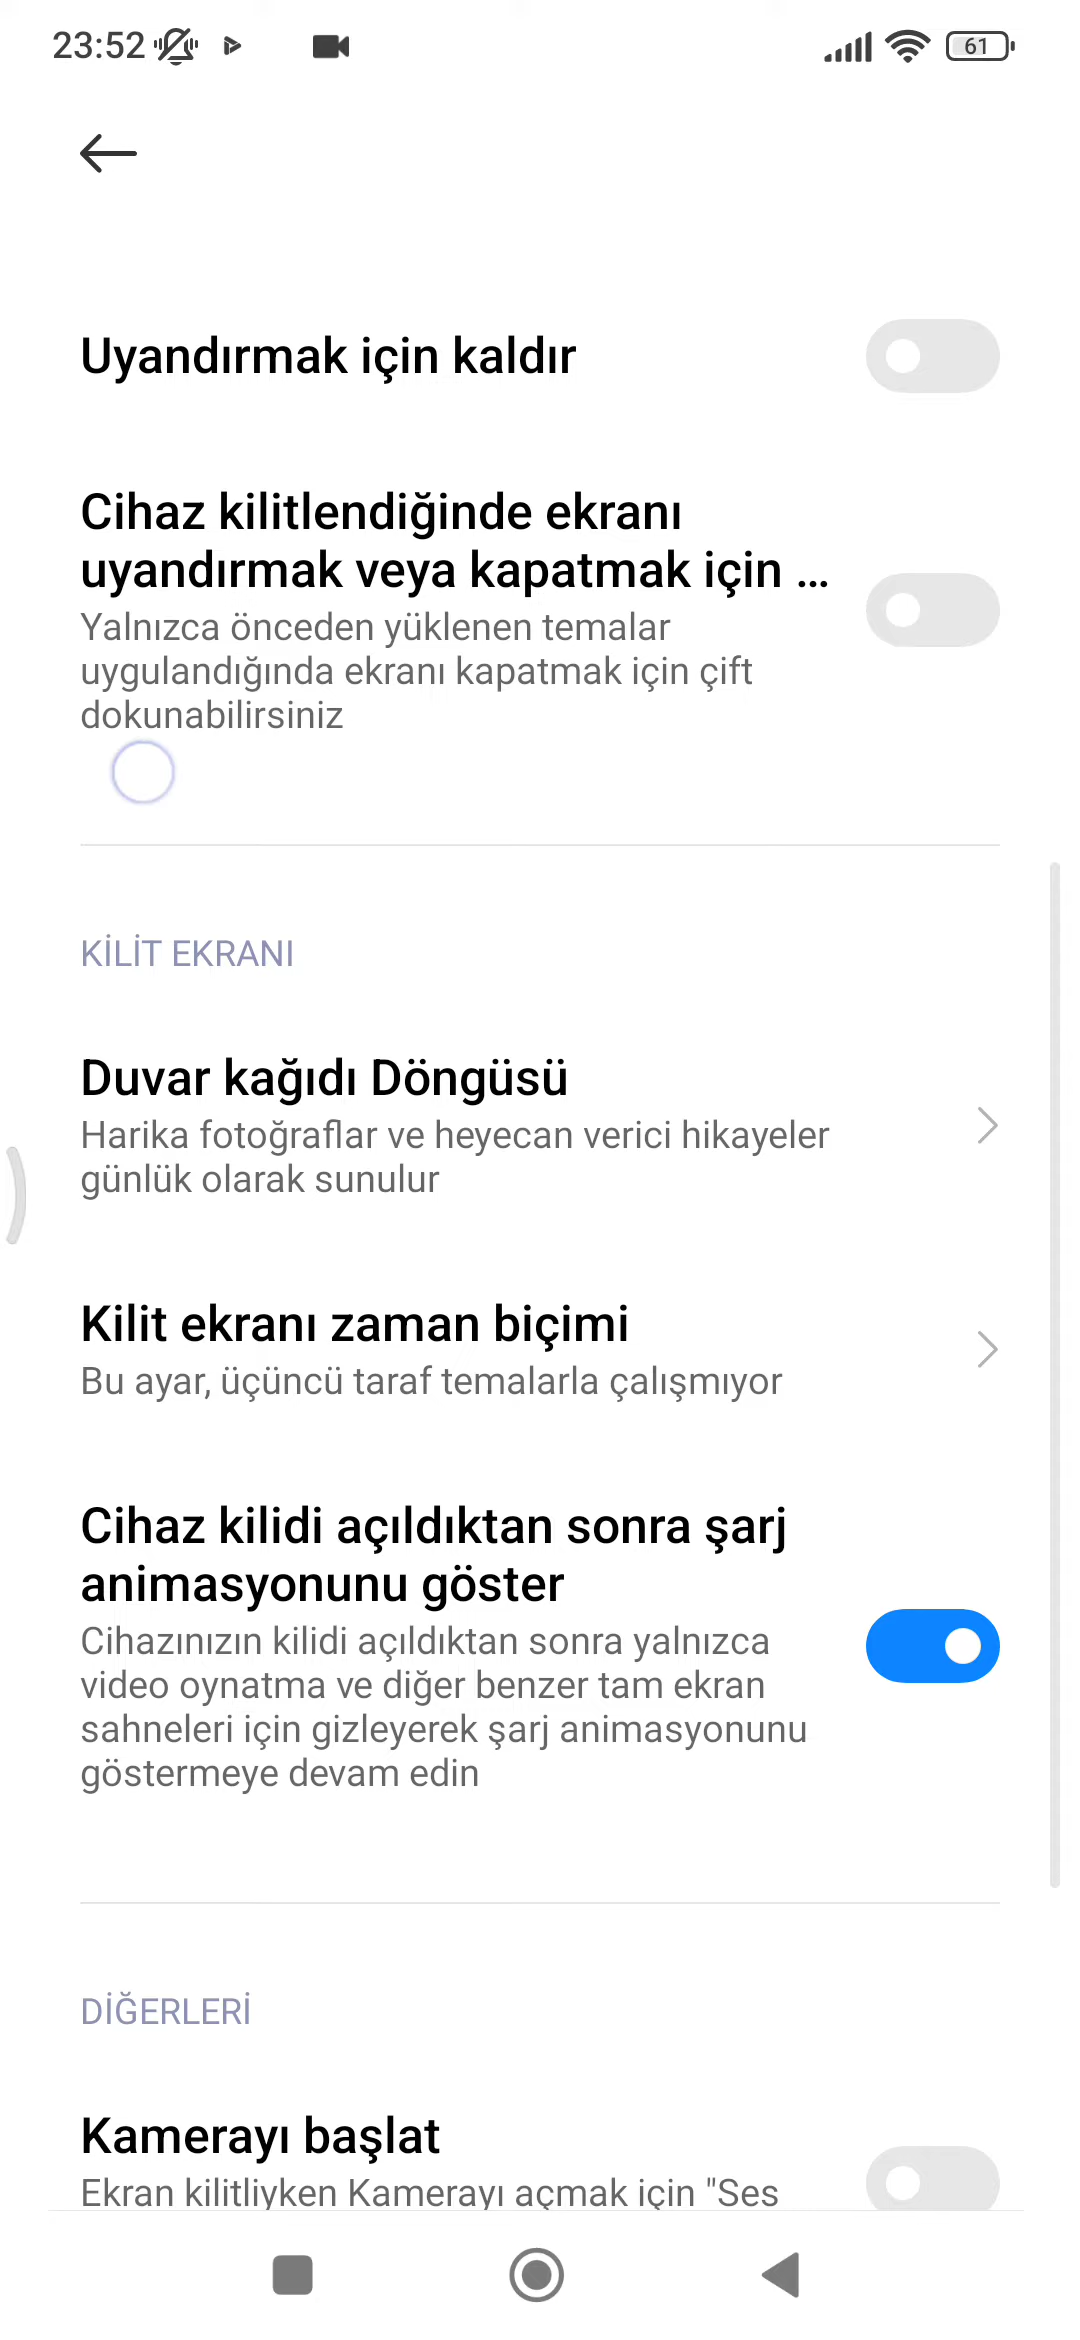 23:52
61
Uyandırmak için kaldır
Cihaz kilitlendiğinde ekranı
uyandırmak veya kapatmak için ...
Yalnızca önceden yüklenen temalar
uygulandığında ekranı kapatmak için çift
dokunabilirsiniz
KİLİT EKRANI
Duvar kağıdı Döngüsü
Harika fotoğraflar ve heyecan verici hikayeler
günlük olarak sunulur
Kilit ekranı zaman biçimi
Bu ayar, üçüncü taraf temalarla çalışmıyor
Cihaz kilidi açıldıktan sonra şarj
animasyonunu göster
Cihazınızın kilidi açıldıktan sonra yalnızca
video oynatma ve diğer benzer tam ekran
sahneleri için gizleyerek şarj animasyonunu
göstermeye devam edin
DİĞERLERİ
Kamerayı başlat
Ekran kilitliyken Kamerayı açmak için "Ses